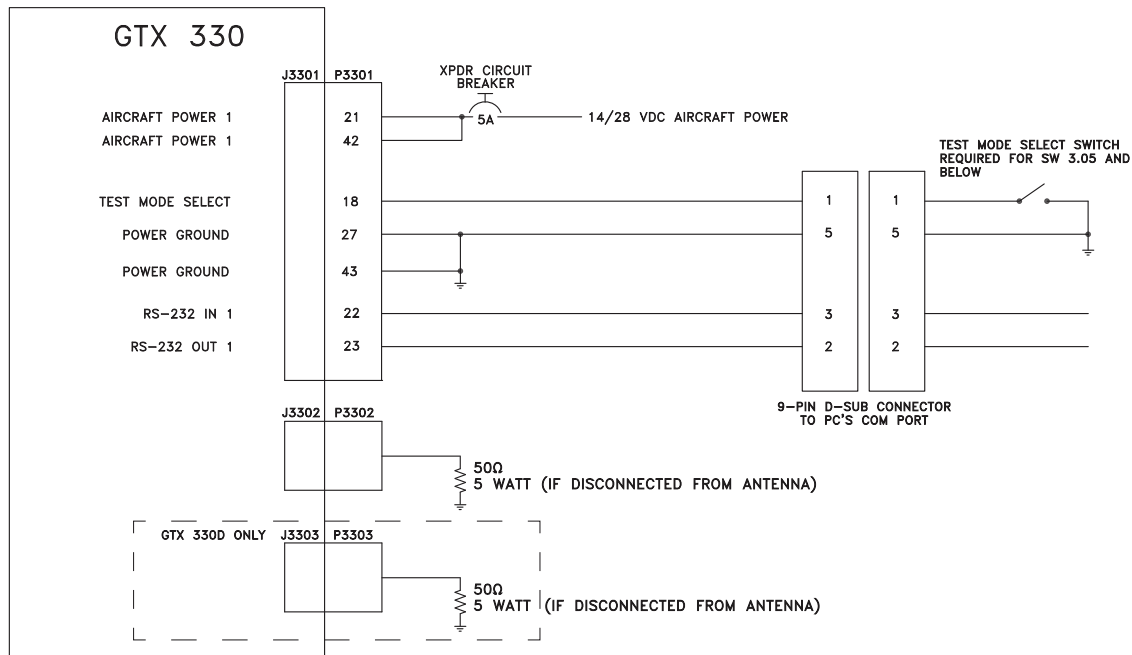 GTX 330
J3301 P3301
XPDR CIRCUIT
BREAKER
AIRCRAFT POWER 1 21 5A 14/28 VDC AIRCRAFT POWER
AIRCRAFT POWER 1 42
TEST MODE SELECT SWITCH
REQUIRED FOR SW 3.05 AND
BELOW
TEST MODE SELECT 18 1 1
POWER GROUND 27 5 5
POWER GROUND 43
RS-232 IN 1 22 3 3
RS-232 OUT 1 23 2 2
9-PIN D-SUB CONNECTOR
TO PC'S COM PORT
J3302 P3302
50Ω
5 WATT (IF DISCONNECTED FROM ANTENNA)
GTX 330D ONLY J3303 P3303
50Ω
5 WATT (IF DISCONNECTED FROM ANTENNA)